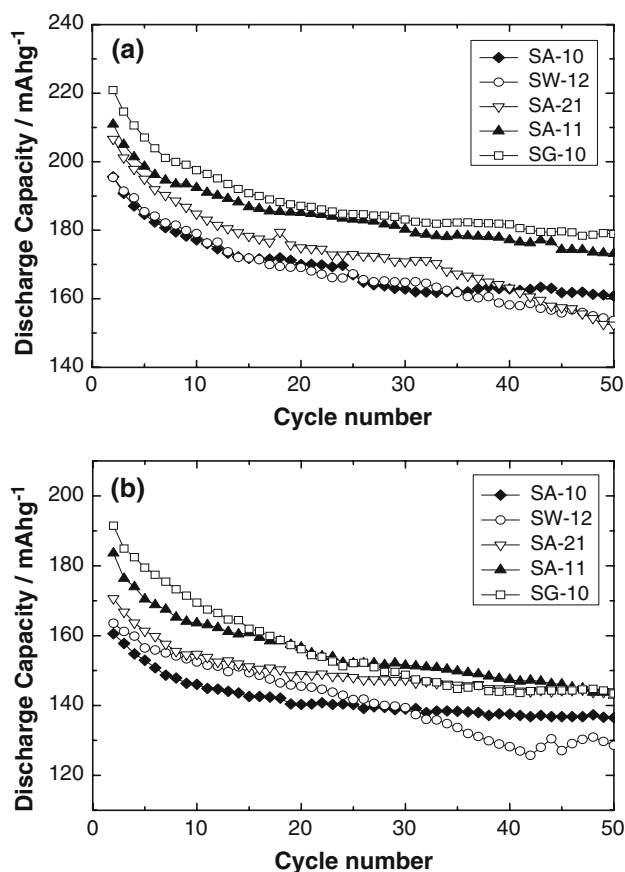 (a)
SA-10
SW-12
SA-21
SA-11
SG-10
240
220
200
180
160
140
Discharge Capacity / mAhg-1
0
10
20
30
40
50
Cycle number
(b)
SA-10
SW-12
SA-21
SA-11
SG-10
200
180
160
140
120
Discharge Capacity / mAhg-1
0
10
20
30
40
50
Cycle number